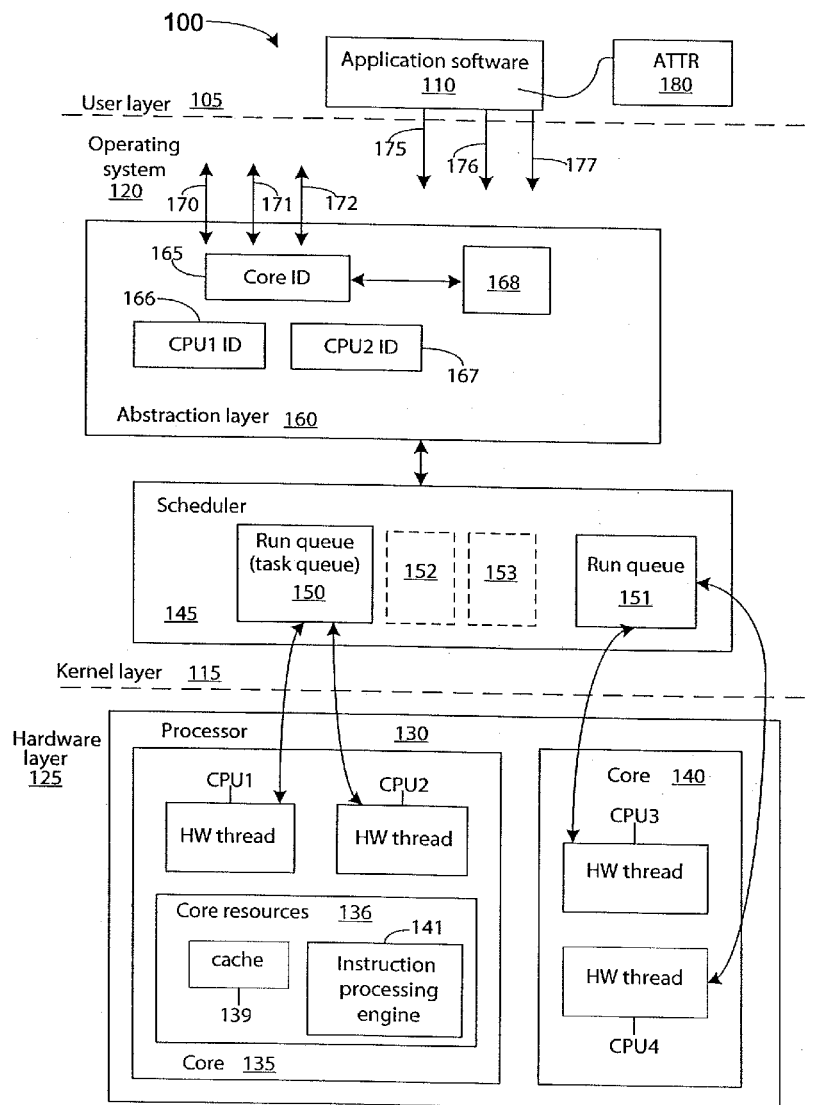 100
Application software
110
ATTR
180
User layer 105
175
176
177
Operating
system
120
170
171
172
165
Core ID
168
166
CPU1 ID
CPU2 ID
167
Abstraction layer 160
Scheduler
Run queue
(task queue)
150
152
153
Run queue
151
145
Kernel layer 115
Hardware
layer
125
Processor 130
CPU1
CPU2
HW thread
HW thread
Core 140
CPU3
HW thread
Core resources 136
141
cache
139
Instruction
processing
engine
HW thread
CPU4
Core 135